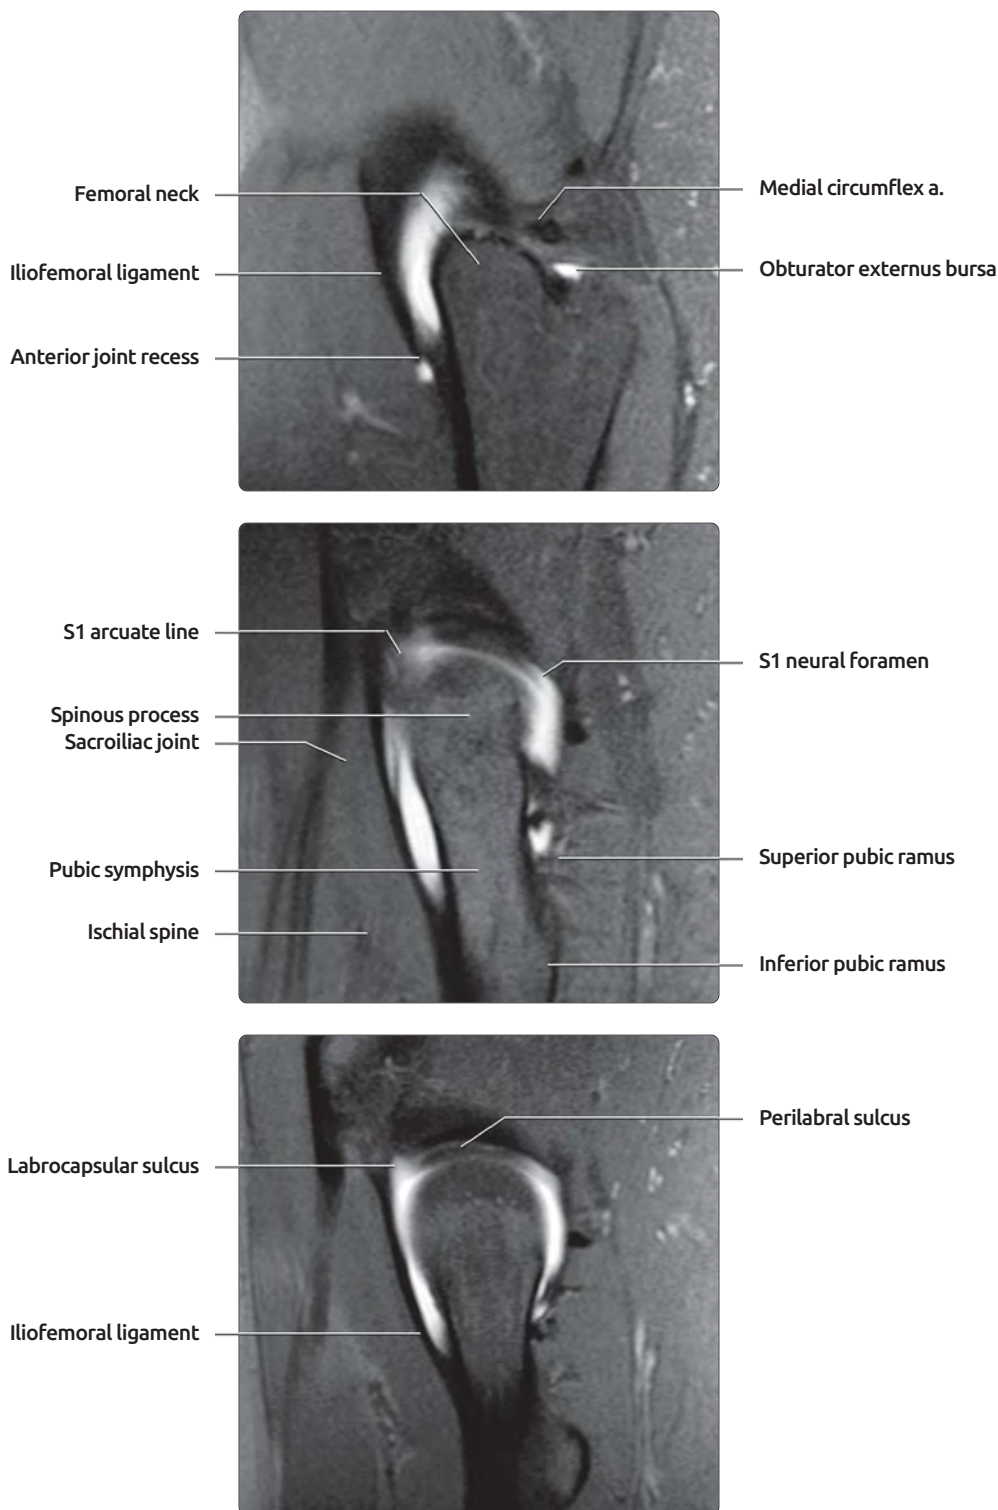 Femoral neck
Medial circumflex a.
Iliofemoral ligament
Obturator externus bursa
Anterior joint recess
S1 arcuate line
S1 neural foramen
Spinous process
Sacroiliac joint
Superior pubic ramus
Pubic symphysis
Ischial spine
Inferior pubic ramus
Perilabral sulcus
Labrocapsular sulcus
Iliofemoral ligament